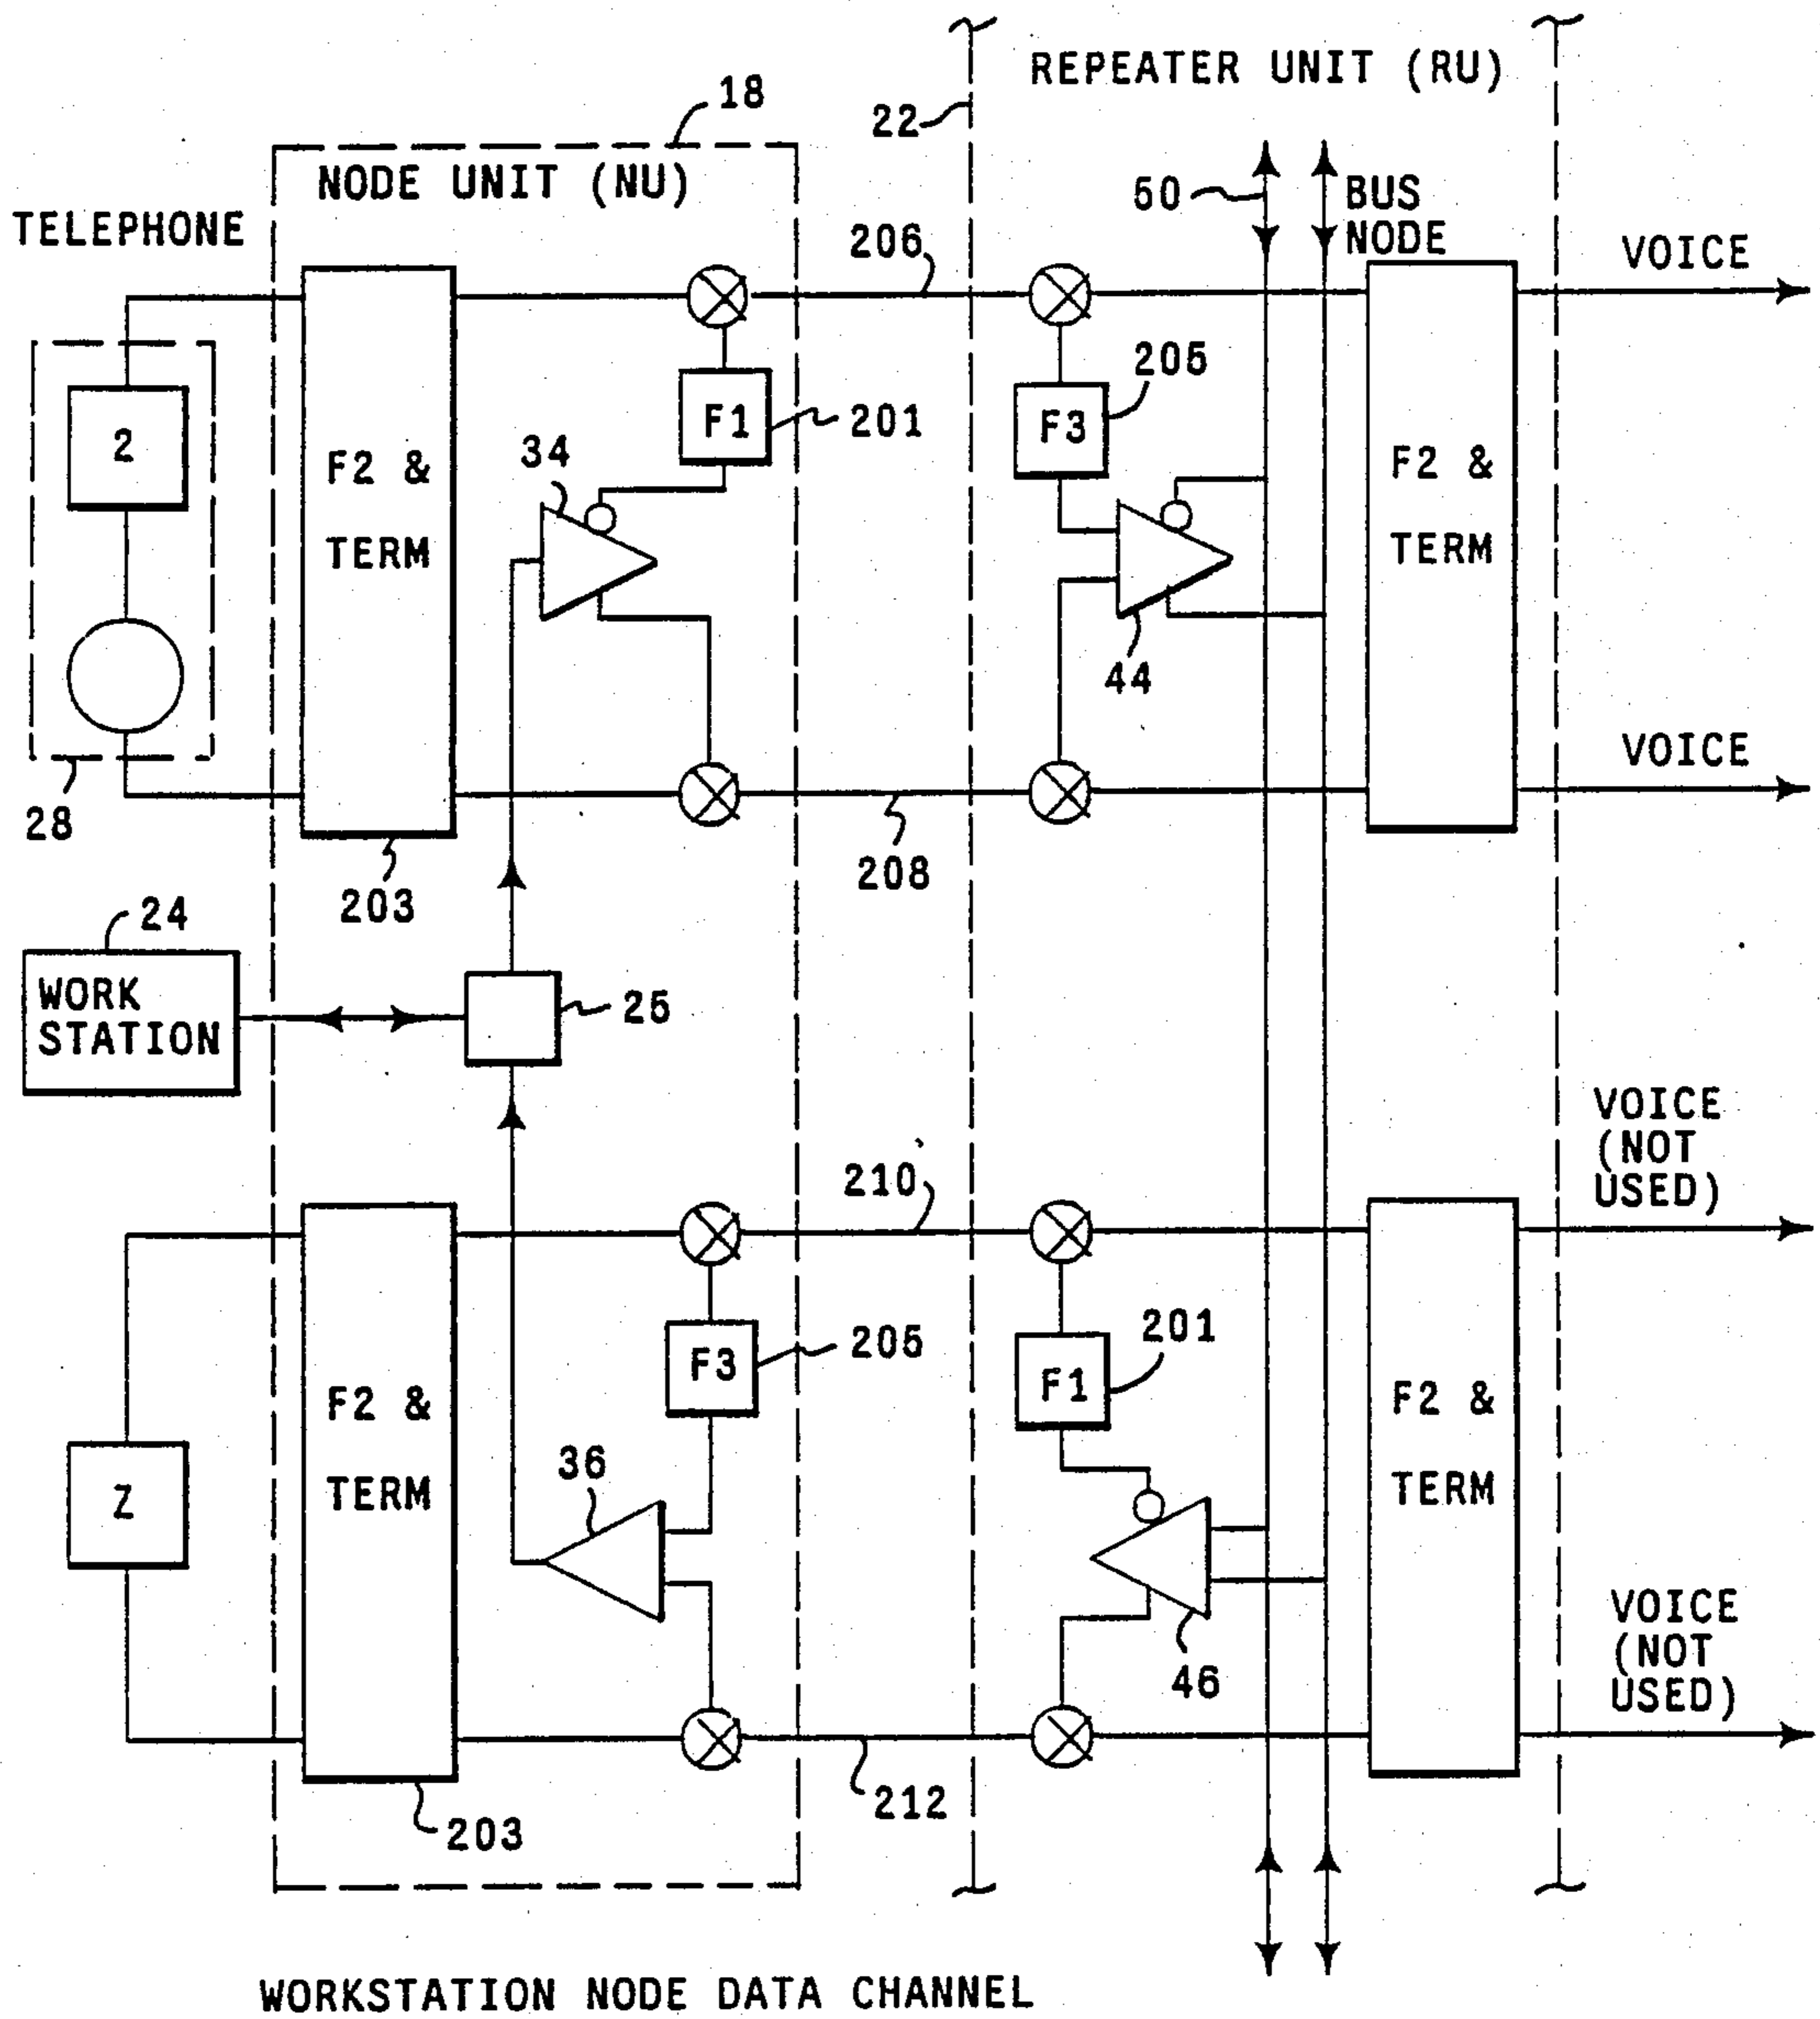 REPEATER UNIT (RU)
18
22
NODE UNIT (NU)
50
BUS
NODE
TELEPHONE
206
VOICE
2
F2 &
TERM
F1
201
34
F3
205
44
F2 &
TERM
VOICE
28
203
208
24
WORK
STATION
25
VOICE
(NOT
USED)
210
F2 &
TERM
F3
205
F1
201
F2 &
TERM
36
Z
46
VOICE
(NOT
USED)
212
203
WORKSTATION NODE DATA CHANNEL